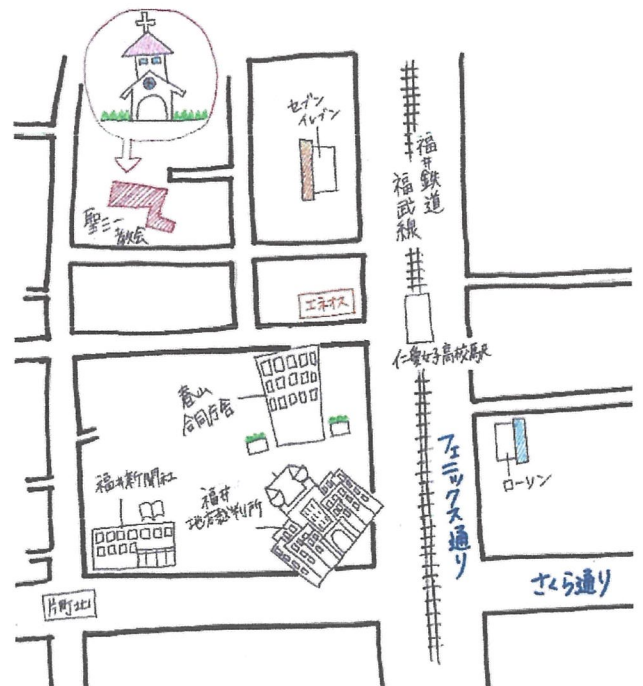 セブン
イレブン
福井鉄道
福武線
聖三一
教会
エネオス
仁愛女子高校駅
春山
合同庁舎
福井新聞社
福井
地方裁判所
フェニックス通り
ローソン
さくら通り
片町北